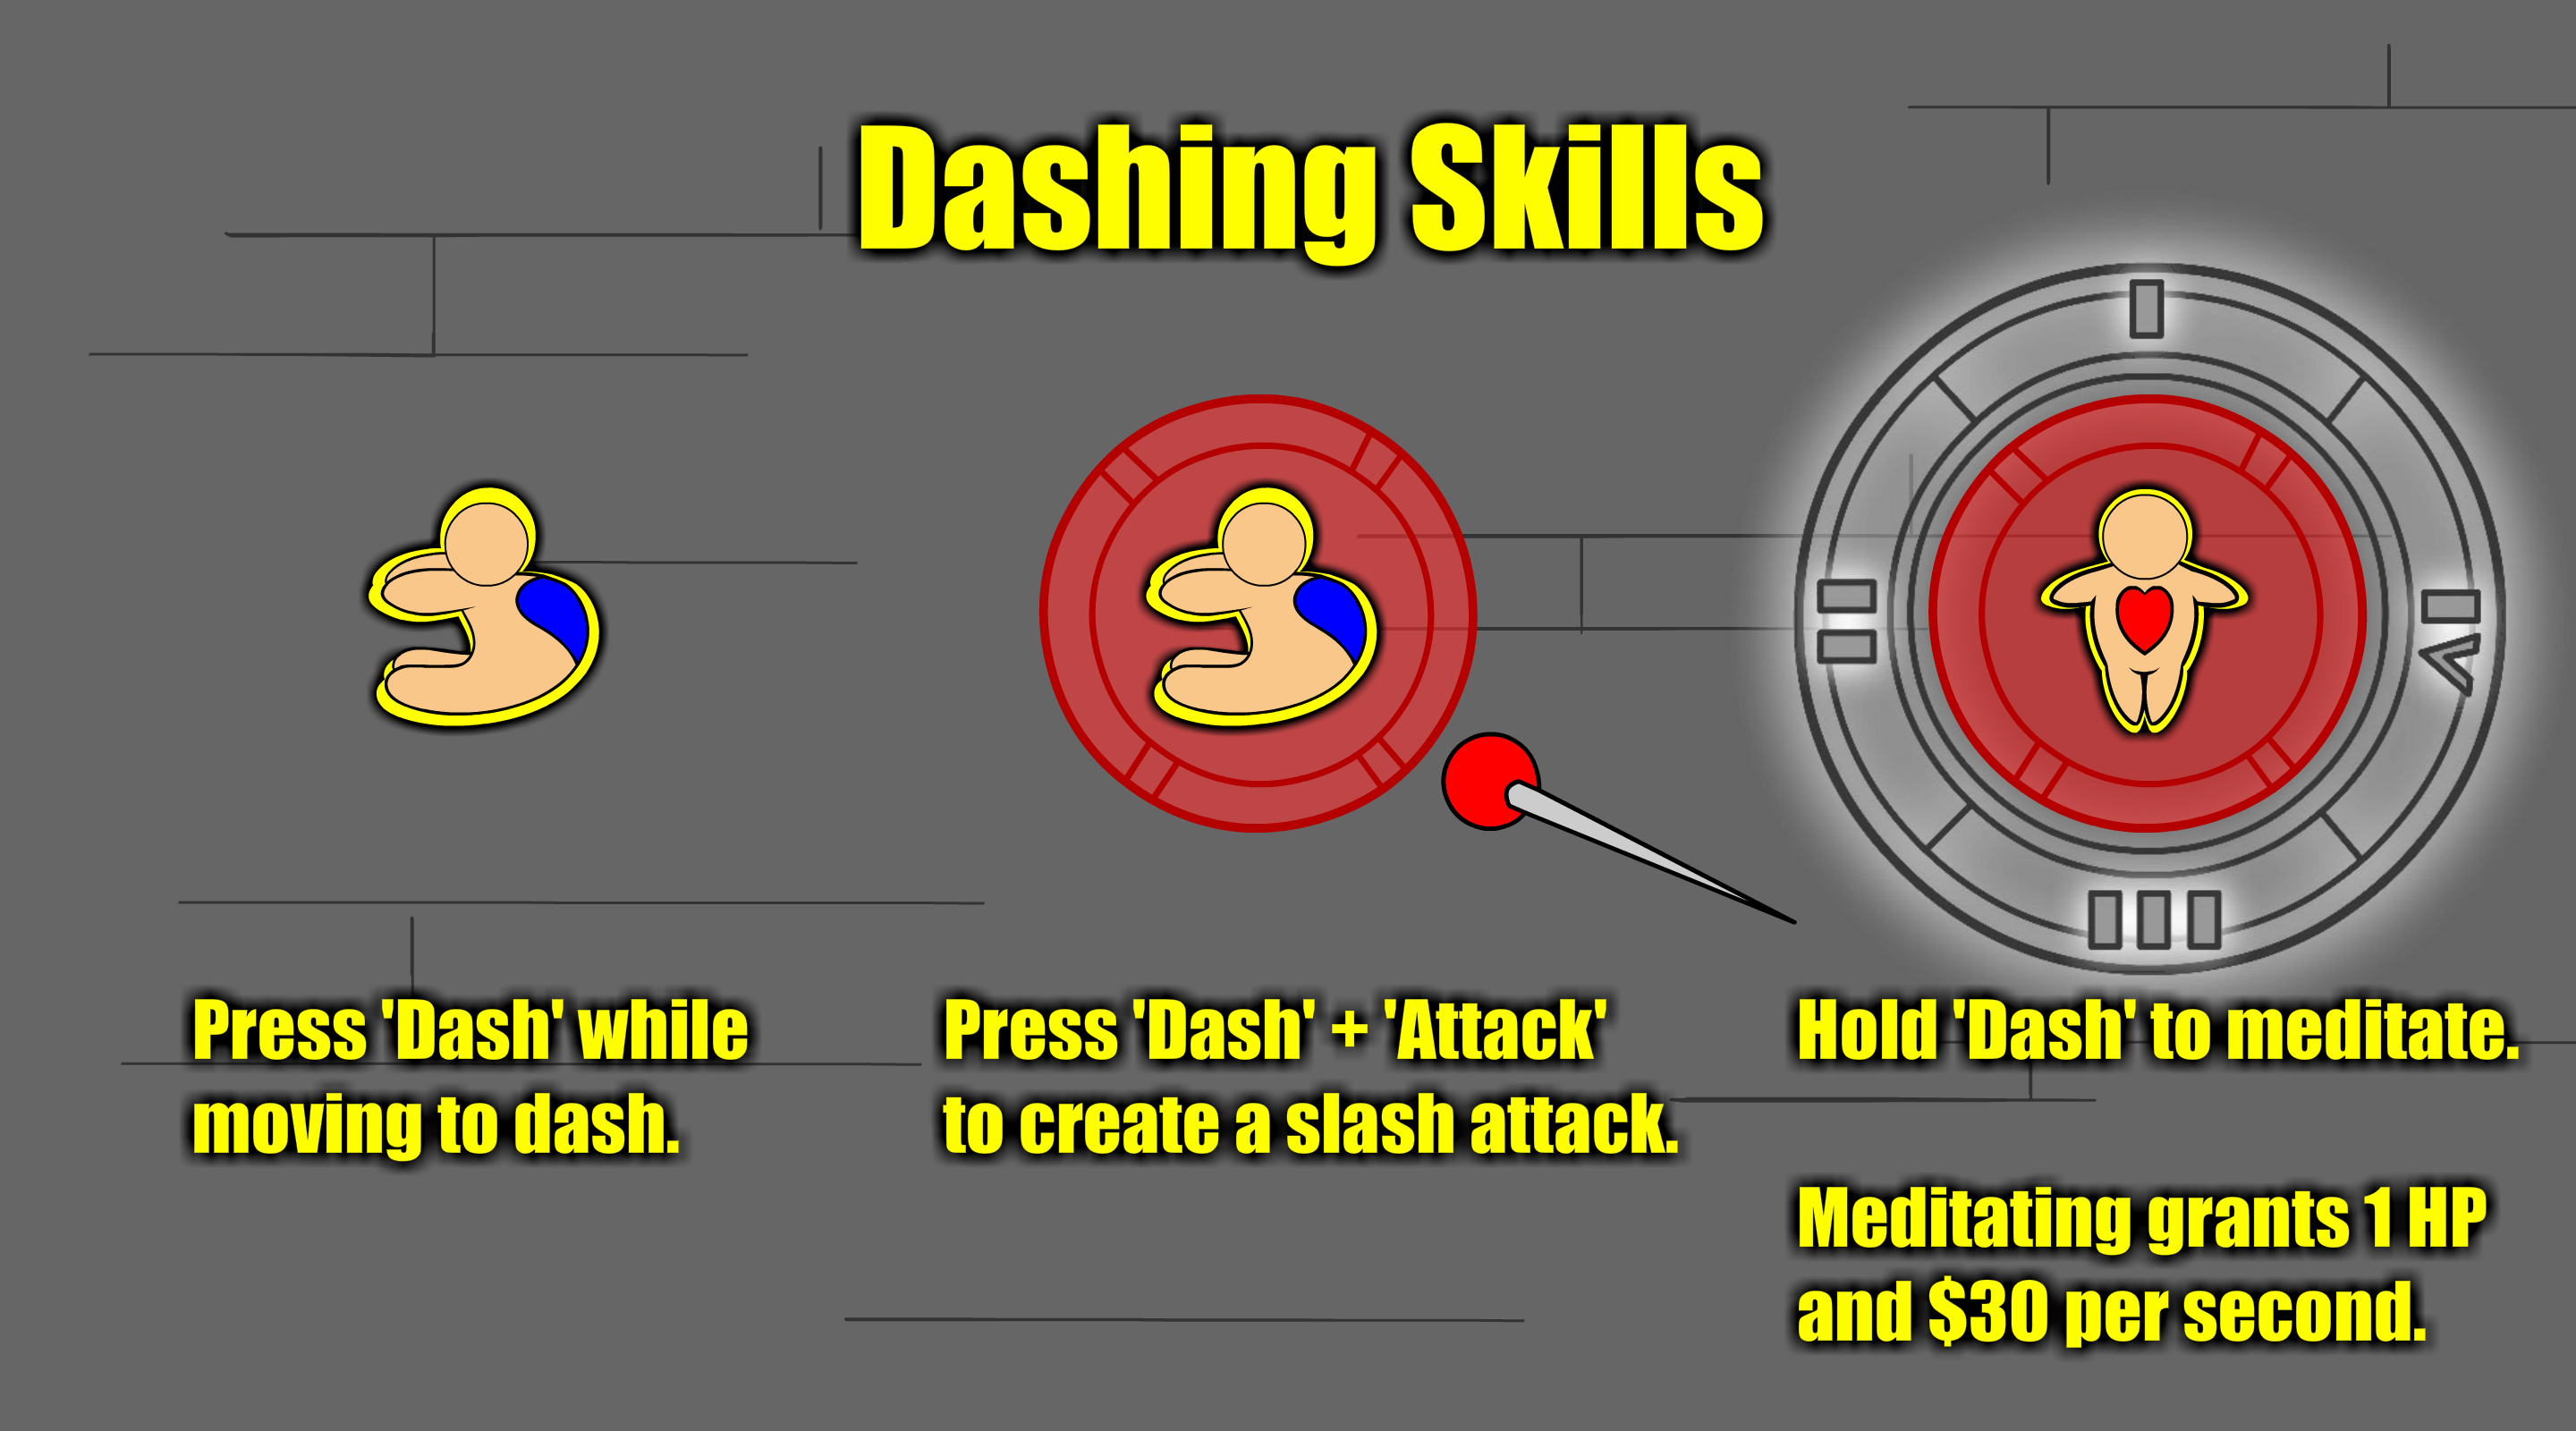 Dashing Skills
Press 'Dash' while
moving to dash.
Press 'Dash' + 'Attack'
to create a slash attack.
Hold 'Dash' to meditate.
Meditating grants 1 HP
and $30 per second.